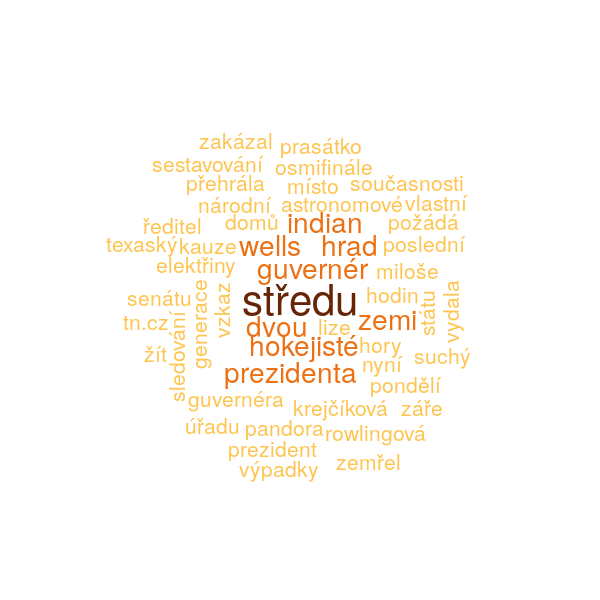 zakázal
prasátko
sestavování
osmifinále
přehrála
místo
současnosti
národní
astronomové
vlastní
ředitel
domů
indian
požádá
texaský
kauze
wells
hrad
poslední
elektřiny
guvernér
miloše
senátu
generace
vzkaz
středu
hodin
státu
vydala
tn.cz
sledování
dvou
lize
zemi
žít
hokejisté
hory
nyní
suchý
prezidenta
pondělí
guvernéra
krejčíková
záře
úřadu
pandora
rowlingová
prezident
výpadky
zemřel